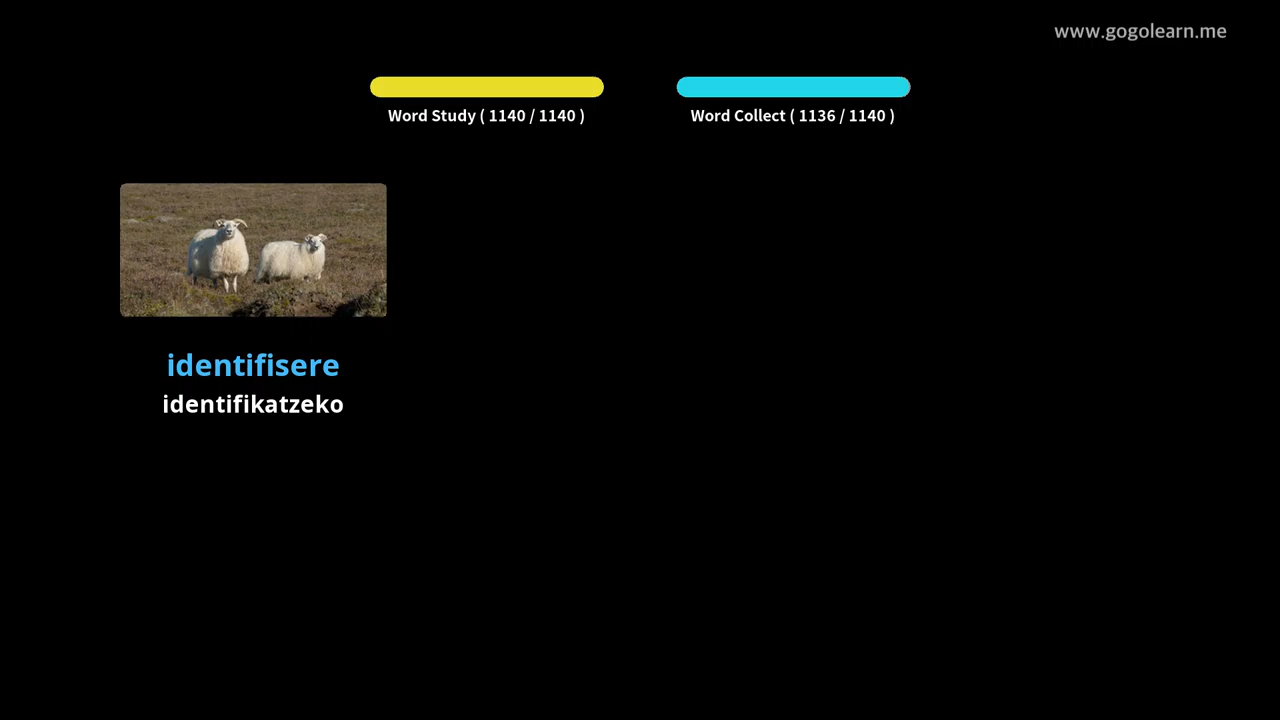 www.gogolearn.me
Word Study ( 1140 / 1140 )
Word Collect ( 1136 / 1140 )
identifisere
identifikatzeko